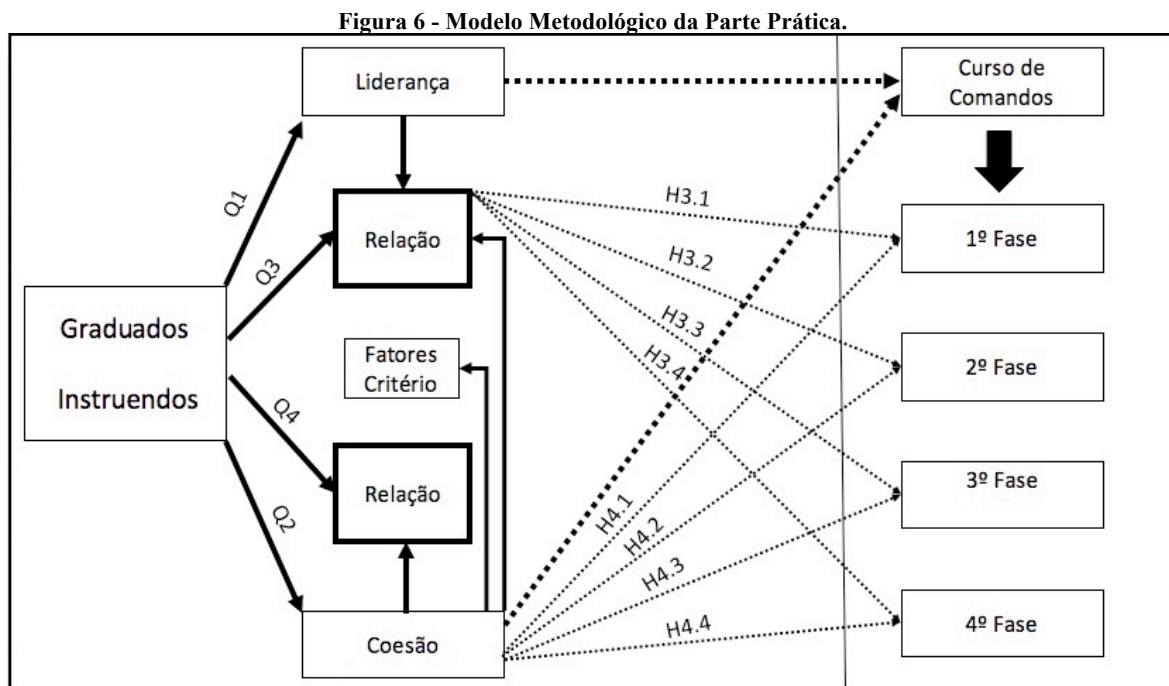 Figura 6 - Modelo Metodológico da Parte Prática.
Liderança
Curso de
Comandos
Q1
Relação
H3.1
1º Fase
Q3
H3.2
Graduados
Instruendos
Fatores
Critério
H3.3
H3.4
2º Fase
Q4
Relação
3º Fase
Q2
H4.1
H4.2
H4.3
H4.4
Coesão
4º Fase